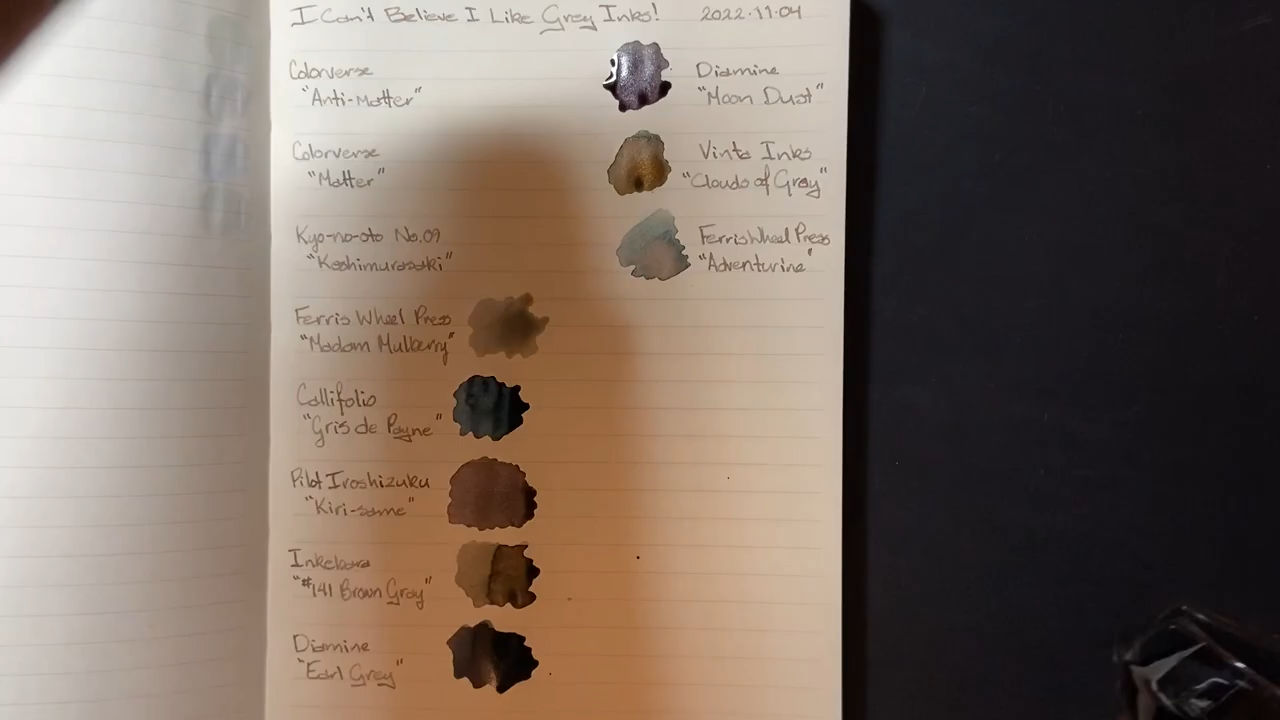 I Can't Believe I Like Grey Inks! 2022.11.04
Colorverse
"Anti-Matter"
Colorverse
"Matter"
Kyo-no-oto No.09
"Keshimurasaki"
Ferris Wheel Press
"Madam Mulberry"
Callifolio
"Gris de Payne"
Pilot Iroshizuku
"Kiri-same"
Inkebara
"#141 Brown Gray"
Diamine
"Earl Grey"
Diamine
"Moon Dust"
Vinta Inks
"Clouds of Gray"
Ferris Wheel Press
"Adventurine"